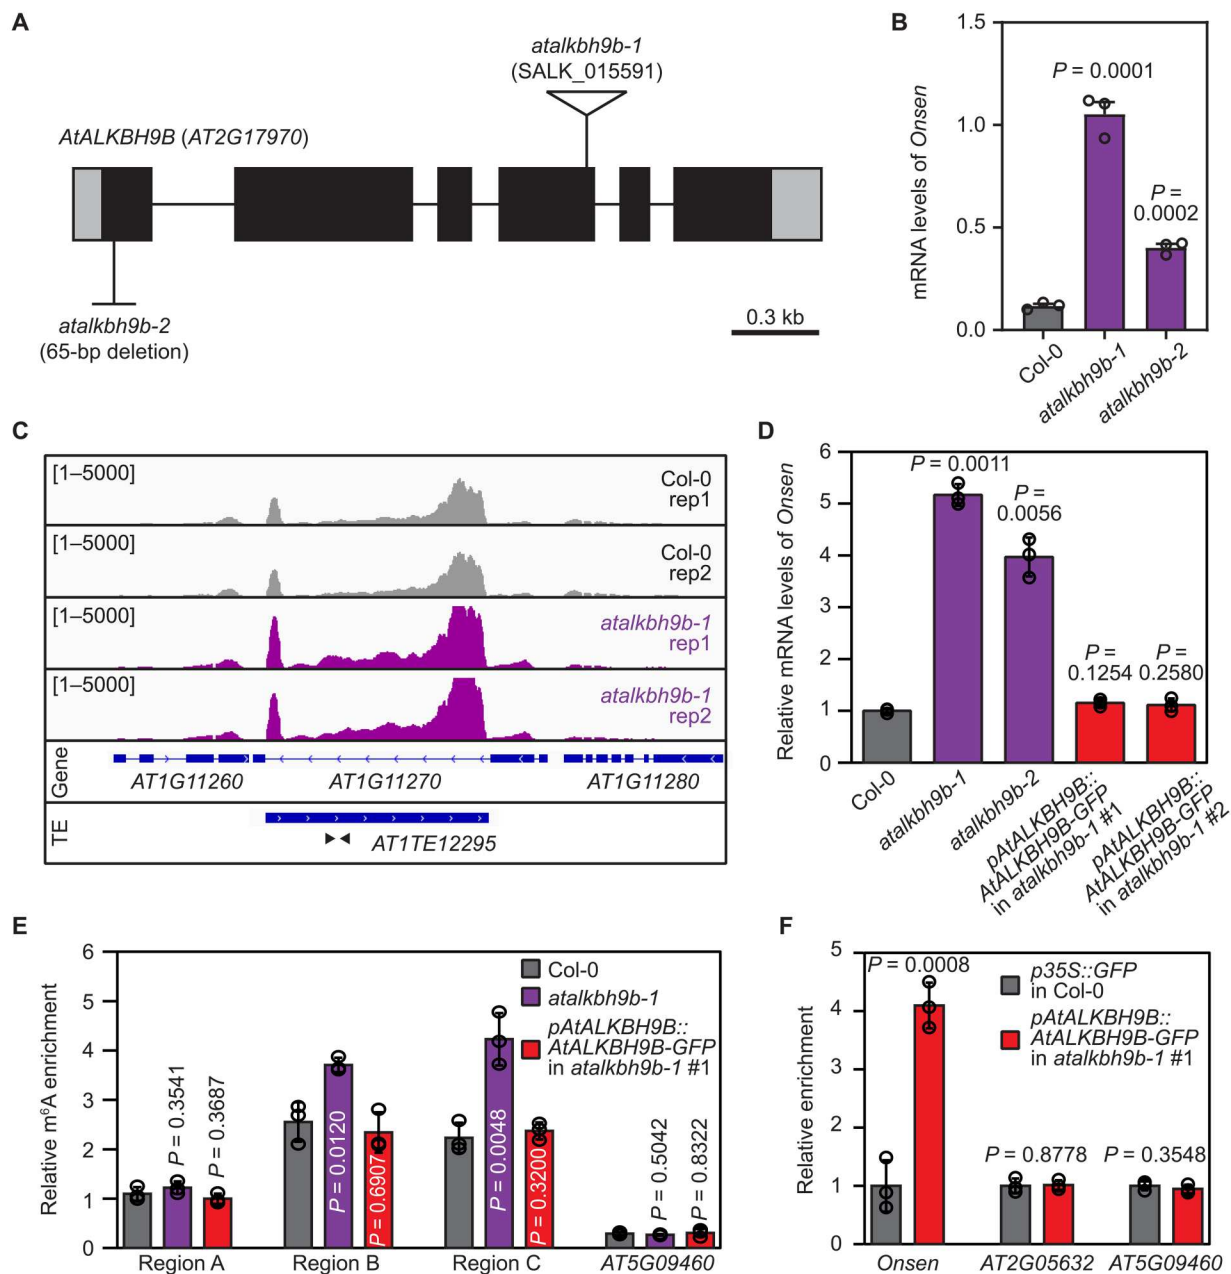 A
atalkbh9b-1
(SALK_015591)
AtALKBH9B (AT2G17970)
atalkbh9b-2
(65-bp deletion)
0.3 kb
B
mRNA levels of Onsen
1.5
1.0
0.5
0.0
P = 0.0001
P =
0.0002
Col-0
atalkbh9b-1
atalkbh9b-2
C
[1–5000]
Col-0
rep1
[1–5000]
Col-0
rep2
[1–5000]
atalkbh9b-1
rep1
[1–5000]
atalkbh9b-1
rep2
Gene
AT1G11260
AT1G11270
AT1G11280
TE
AT1TE12295
D
Relative mRNA levels of Onsen
6
5
4
3
2
1
0
P = 0.0011
P =
0.0056
P =
0.1254
P =
0.2580
Col-0
atalkbh9b-1
atalkbh9b-2
pAtALKBH9B::
AtALKBH9B-GFP
in atalkbh9b-1 #1
pAtALKBH9B::
AtALKBH9B-GFP
in atalkbh9b-1 #2
E
Relative m⁶A enrichment
6
5
4
3
2
1
0
Col-0
atalkbh9b-1
pAtALKBH9B::
AtALKBH9B-GFP
in atalkbh9b-1 #1
P = 0.3541
P = 0.3687
P = 0.0120
P = 0.6907
P = 0.0048
P = 0.3200
P = 0.5042
P = 0.8322
Region A
Region B
Region C
AT5G09460
F
Relative enrichment
5
4
3
2
1
0
P = 0.0008
p35S::GFP
in Col-0
pAtALKBH9B::
AtALKBH9B-GFP
in atalkbh9b-1 #1
P = 0.8778
P = 0.3548
Onsen
AT2G05632
AT5G09460